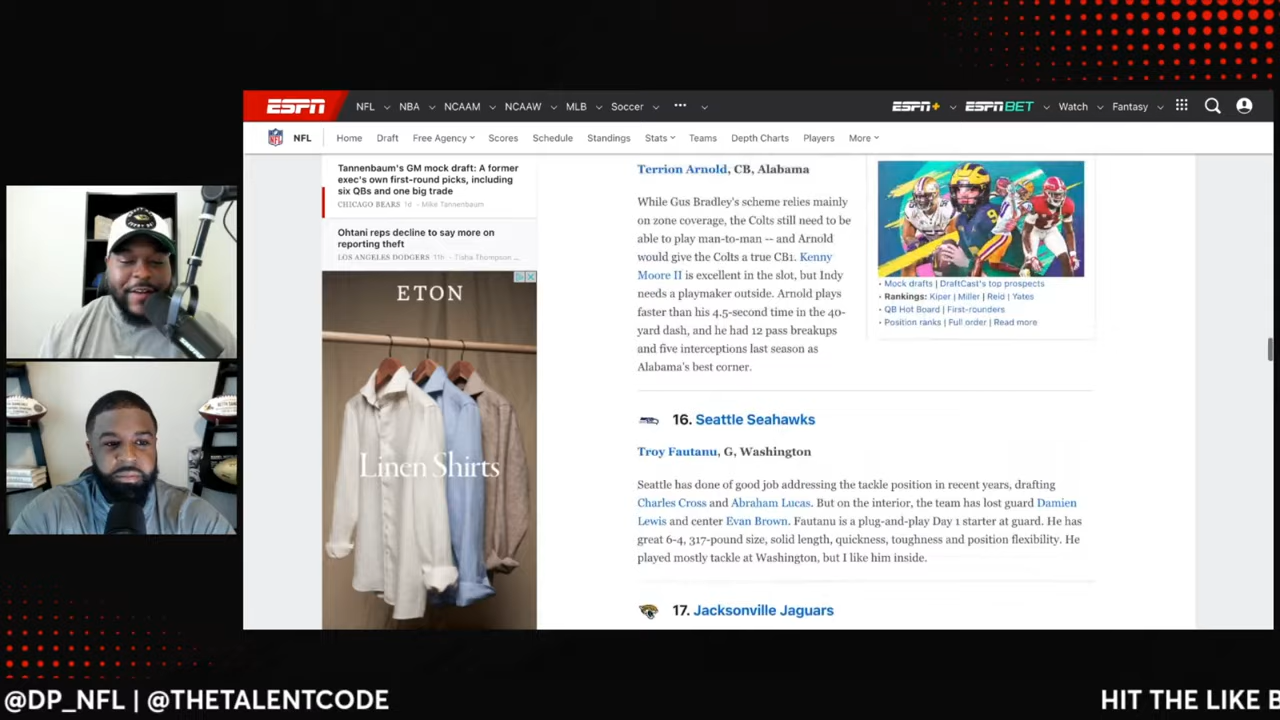 ESPN
NFL
NBA
NCAAM
NCAAW
MLB
Soccer
•••
ESPN+
ESPN BET
Watch
Fantasy
NFL
Home
Draft
Free Agency
Scores
Schedule
Standings
Stats
Teams
Depth Charts
Players
More
Tannenbaum's GM mock draft: A former
exec's own first-round picks, including
six QBs and one big trade
CHICAGO BEARS 1d - Mike Tannenbaum
Ohtani reps decline to say more on
reporting theft
LOS ANGELES DODGERS 11h - Tisha Thompson ...
ETON
Linen Shirts
Terrion Arnold, CB, Alabama
While Gus Bradley's scheme relies mainly
on zone coverage, the Colts still need to be
able to play man-to-man -- and Arnold
would give the Colts a true CB1. Kenny
Moore II is excellent in the slot, but Indy
needs a playmaker outside. Arnold plays
faster than his 4.5-second time in the 40-
yard dash, and he had 12 pass breakups
and five interceptions last season as
Alabama's best corner.
• Mock drafts | DraftCast's top prospects
• Rankings: Kiper | Miller | Reid | Yates
• QB Hot Board | First-rounders
• Position ranks | Full order | Read more
16. Seattle Seahawks
Troy Fautanu, G, Washington
Seattle has done of good job addressing the tackle position in recent years, drafting
Charles Cross and Abraham Lucas. But on the interior, the team has lost guard Damien
Lewis and center Evan Brown. Fautanu is a plug-and-play Day 1 starter at guard. He has
great 6-4, 317-pound size, solid length, quickness, toughness and position flexibility. He
played mostly tackle at Washington, but I like him inside.
17. Jacksonville Jaguars
@DP_NFL | @THETALENTCODE
HIT THE LIKE B